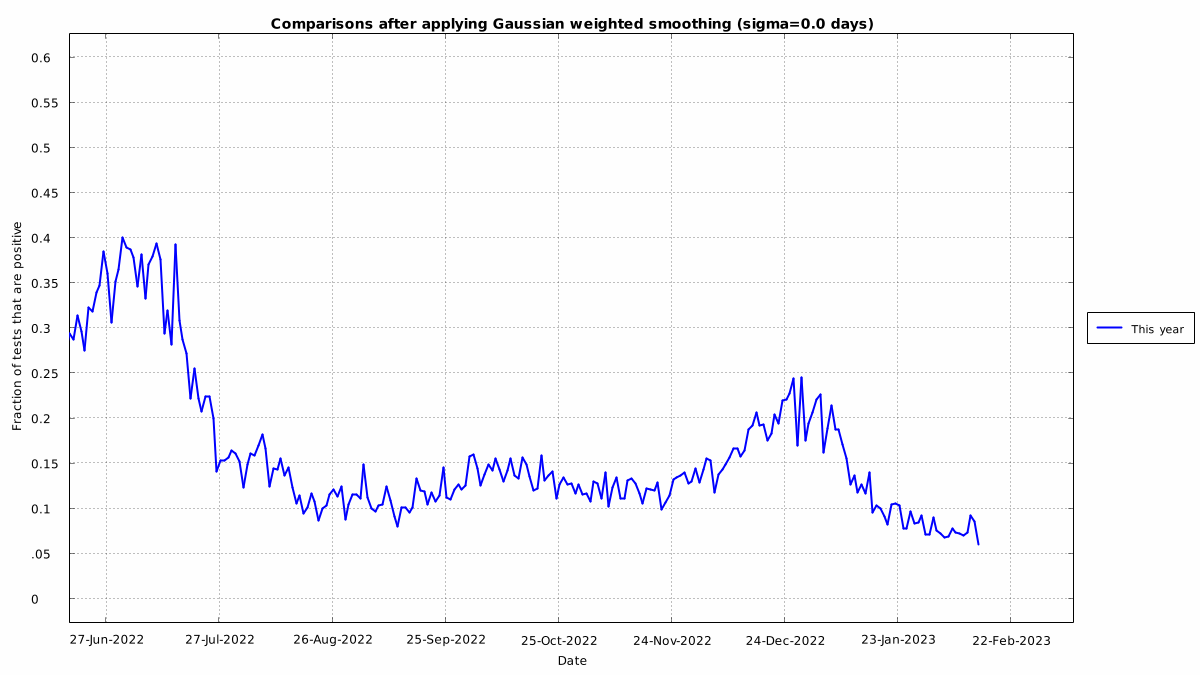 Comparisons after applying Gaussian weighted smoothing (sigma=0.0 days)
0.6
0.55
0.5
0.45
0.4
0.35
0.3
0.25
0.2
0.15
0.1
.05
0
Fraction of tests that are positive
This year
27-Jun-2022 27-Jul-2022 26-Aug-2022 25-Sep-2022 25-Oct-2022 24-Nov-2022 24-Dec-2022 23-Jan-2023 22-Feb-2023
Date